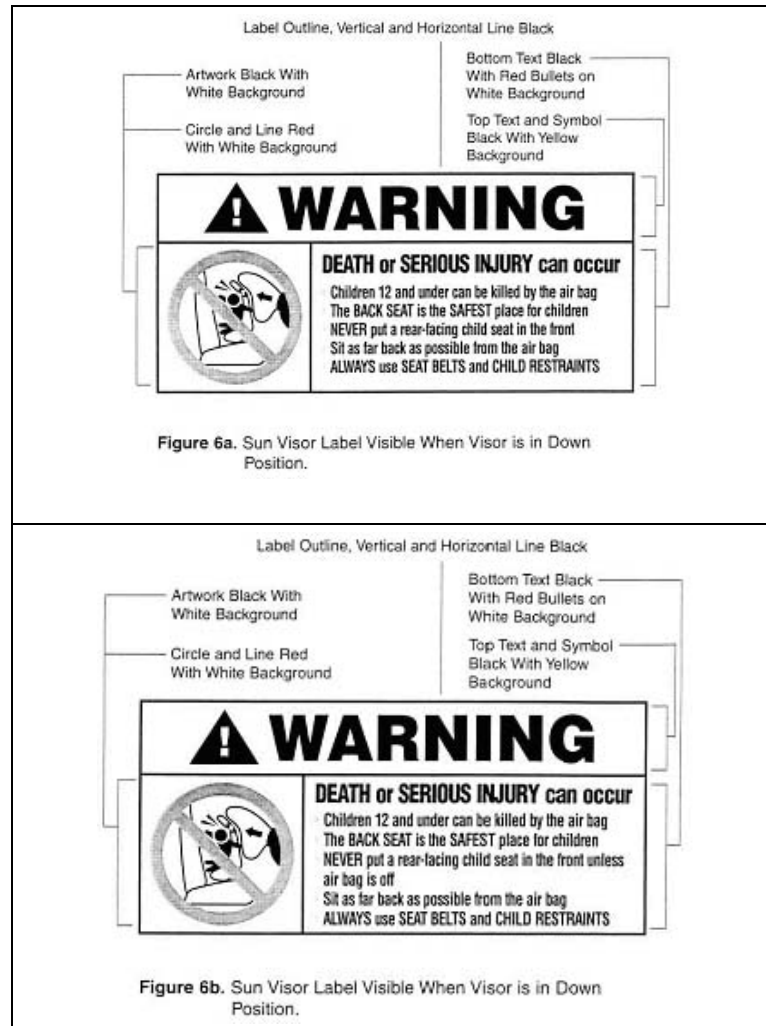 Label Outline, Vertical and Horizontal Line Black
Artwork Black With
White Background
Circle and Line Red
With White Background
Bottom Text Black
With Red Bullets on
White Background
Top Text and Symbol
Black With Yellow
Background
! WARNING
DEATH or SERIOUS INJURY can occur
Children 12 and under can be killed by the air bag
The BACK SEAT is the SAFEST place for children
NEVER put a rear-facing child seat in the front
Sit as far back as possible from the air bag
ALWAYS use SEAT BELTS and CHILD RESTRAINTS
Figure 6a. Sun Visor Label Visible When Visor is in Down
Position.
Label Outline, Vertical and Horizontal Line Black
Artwork Black With
White Background
Circle and Line Red
With White Background
Bottom Text Black
With Red Bullets on
White Background
Top Text and Symbol
Black With Yellow
Background
! WARNING
DEATH or SERIOUS INJURY can occur
Children 12 and under can be killed by the air bag
The BACK SEAT is the SAFEST place for children
NEVER put a rear-facing child seat in the front unless
air bag is off
Sit as far back as possible from the air bag
ALWAYS use SEAT BELTS and CHILD RESTRAINTS
Figure 6b. Sun Visor Label Visible When Visor is in Down
Position.